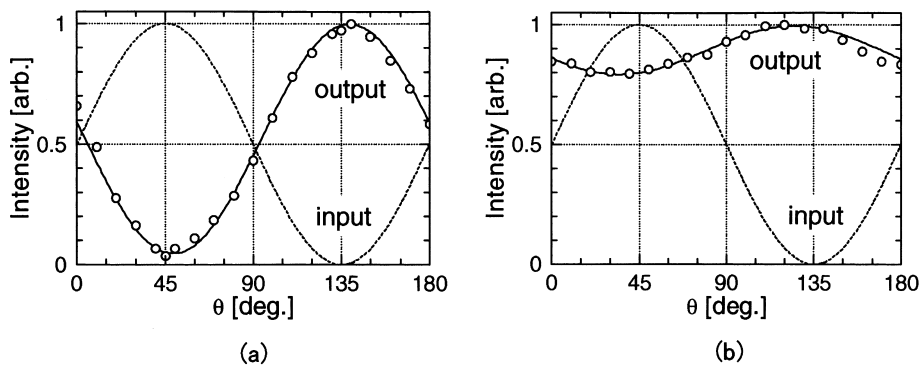 1
0.5
0
Intensity [arb.]
output
input
0
45
90
135
180
θ [deg.]
(a)
1
0.5
0
Intensity [arb.]
output
input
0
45
90
135
180
θ [deg.]
(b)